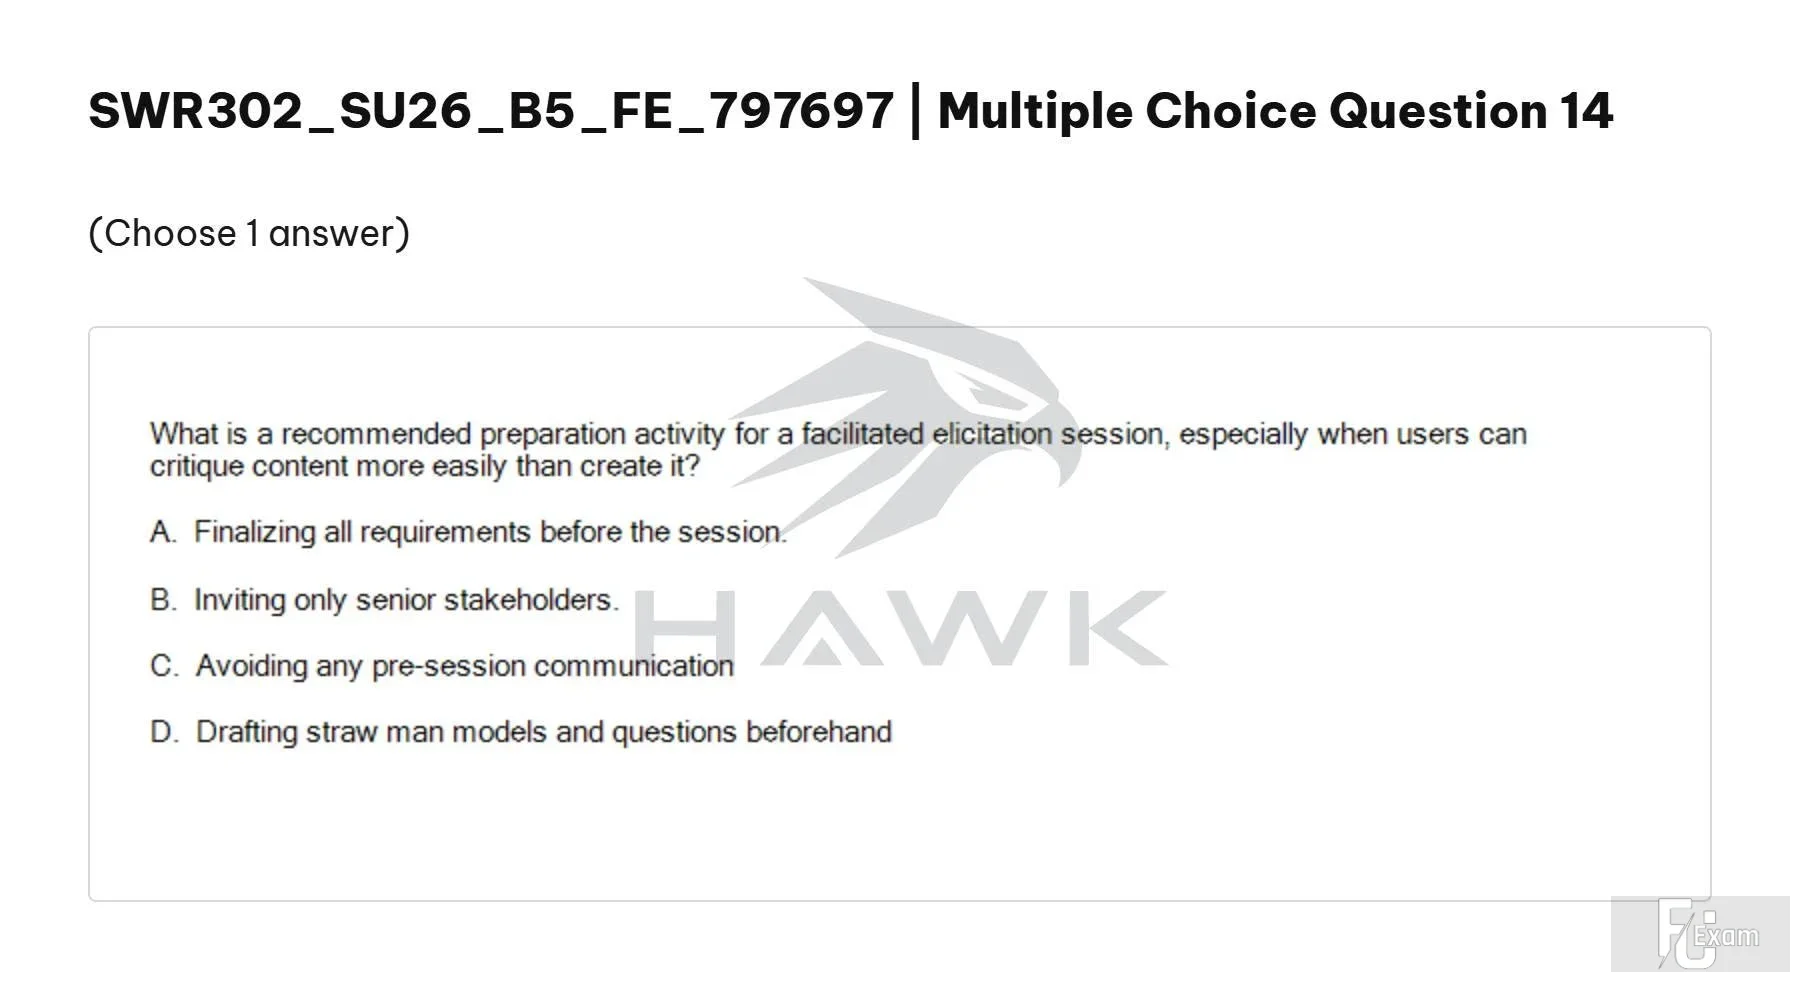 SWR302_SU26_B5_FE_797697 | Multiple Choice Question 14
(Choose 1 answer)
What is a recommended preparation activity for a facilitated elicitation session, especially when users can
critique content more easily than create it?
A. Finalizing all requirements before the session.
B. Inviting only senior stakeholders.
HAWK
C. Avoiding any pre-session communication
D. Drafting straw man models and questions beforehand
FU Exam